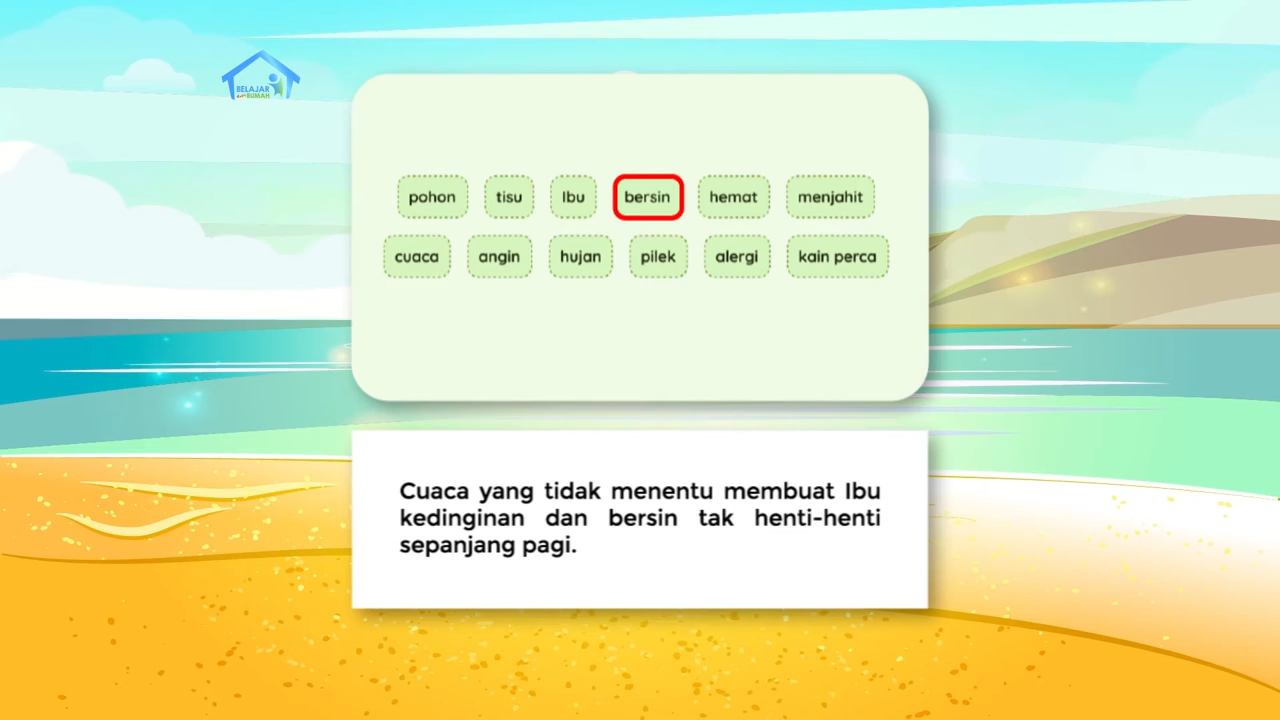 BELAJAR
dari RUMAH
pohon tisu Ibu bersin hemat menjahit
cuaca angin hujan pilek alergi kain perca
Cuaca yang tidak menentu membuat Ibu
kedinginan dan bersin tak henti-henti
sepanjang pagi.